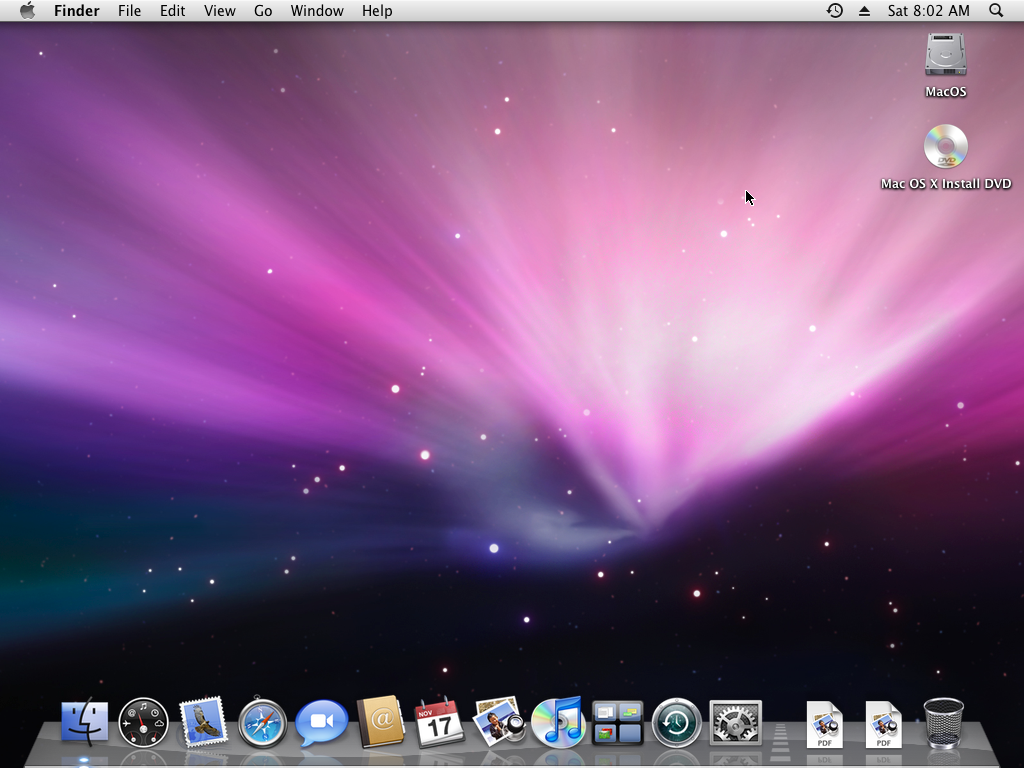 Finder File Edit View Go Window Help Sat 8:02 AM
MacOS
DVD
Mac OS X Install DVD
NOV
17
@
PDF
PDF